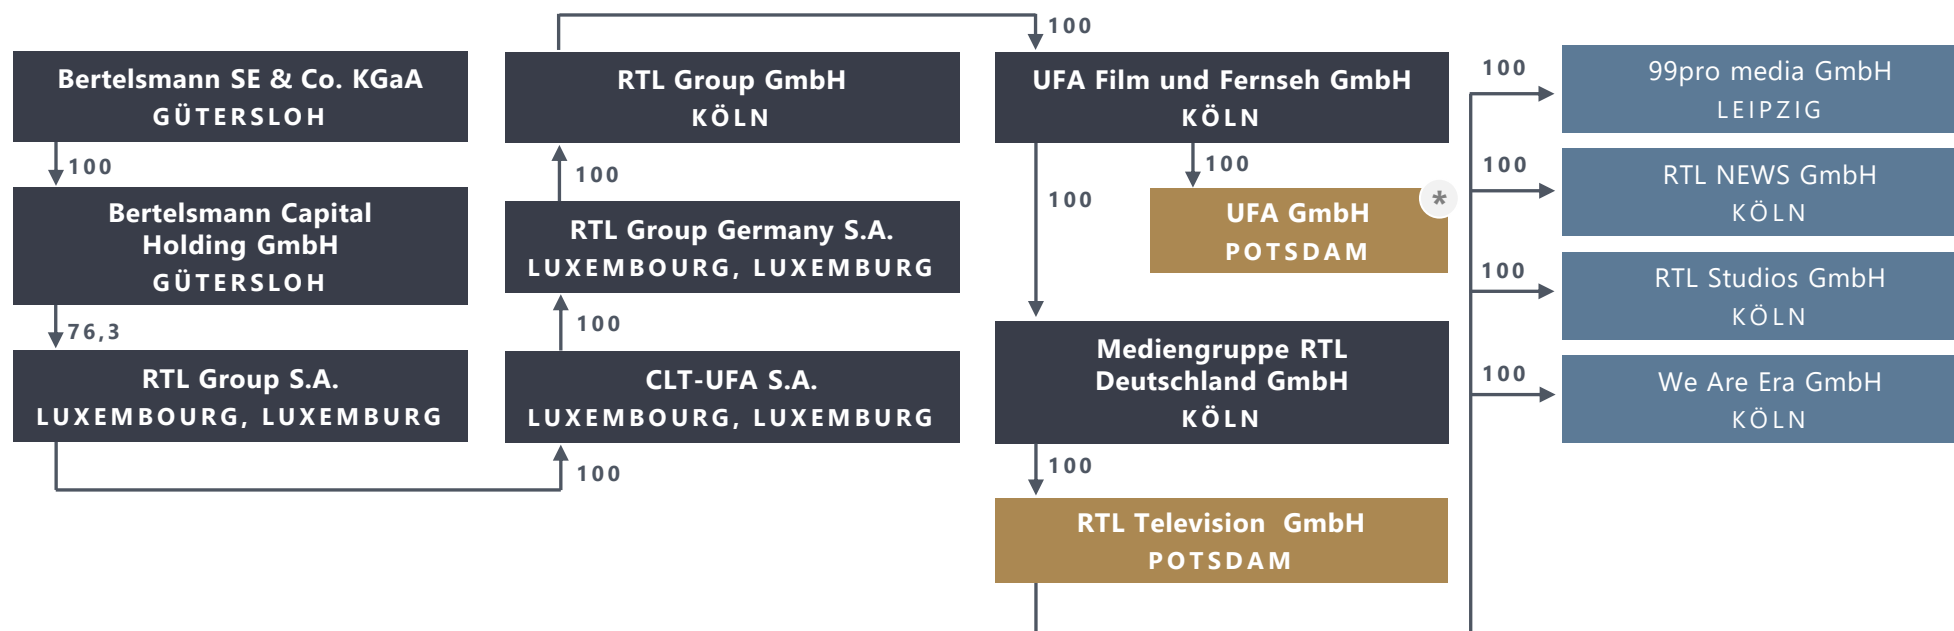 Bertelsmann SE & Co. KGaA
GÜTERSLOH
100
Bertelsmann Capital
Holding GmbH
GÜTERSLOH
76,3
RTL Group S.A.
LUXEMBOURG, LUXEMBURG
100
CLT-UFA S.A.
LUXEMBOURG, LUXEMBURG
100
RTL Group Germany S.A.
LUXEMBOURG, LUXEMBURG
100
RTL Group GmbH
KÖLN
100
UFA Film und Fernseh GmbH
KÖLN
100
UFA GmbH
POTSDAM
*
100
Mediengruppe RTL
Deutschland GmbH
KÖLN
100
RTL Television GmbH
POTSDAM
100
99pro media GmbH
LEIPZIG
100
RTL NEWS GmbH
KÖLN
100
RTL Studios GmbH
KÖLN
100
We Are Era GmbH
KÖLN